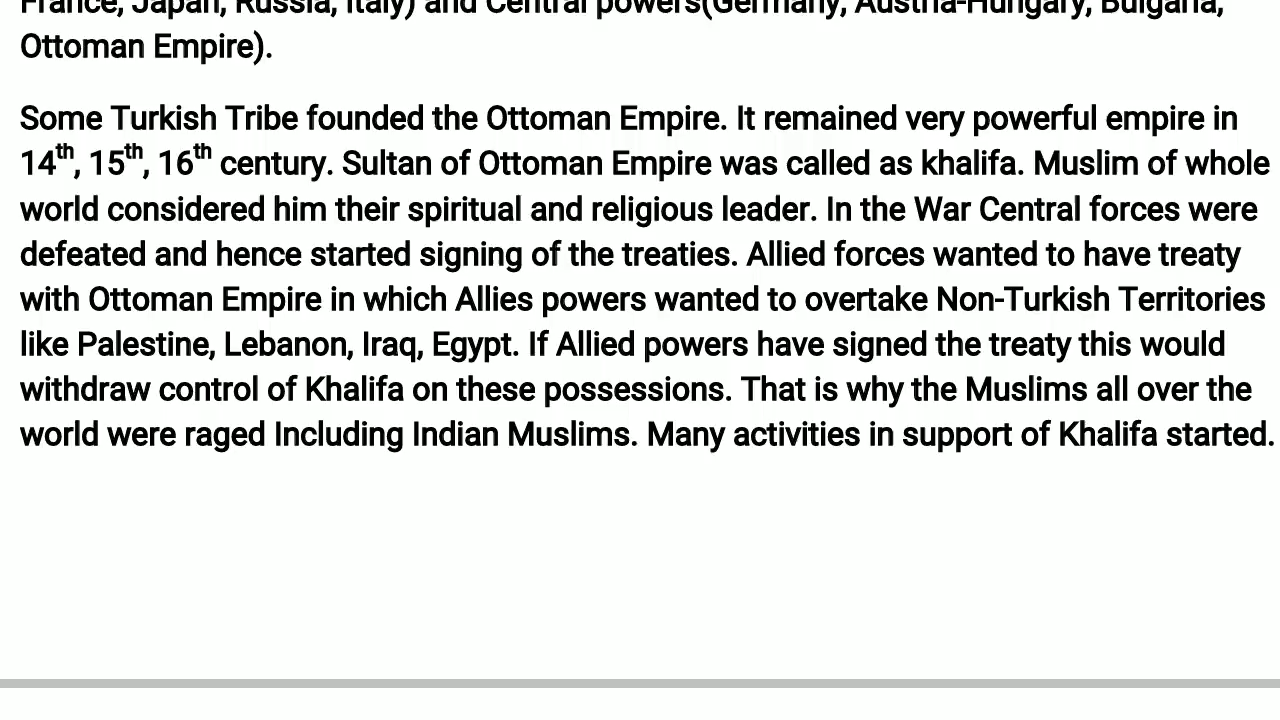 France, Japan, Russia, Italy) and Central powers(Germany, Austria-Hungary, Bulgaria,
Ottoman Empire).
Some Turkish Tribe founded the Ottoman Empire. It remained very powerful empire in
14th, 15th, 16th century. Sultan of Ottoman Empire was called as khalifa. Muslim of whole
world considered him their spiritual and religious leader. In the War Central forces were
defeated and hence started signing of the treaties. Allied forces wanted to have treaty
with Ottoman Empire in which Allies powers wanted to overtake Non-Turkish Territories
like Palestine, Lebanon, Iraq, Egypt. If Allied powers have signed the treaty this would
withdraw control of Khalifa on these possessions. That is why the Muslims all over the
world were raged Including Indian Muslims. Many activities in support of Khalifa started.